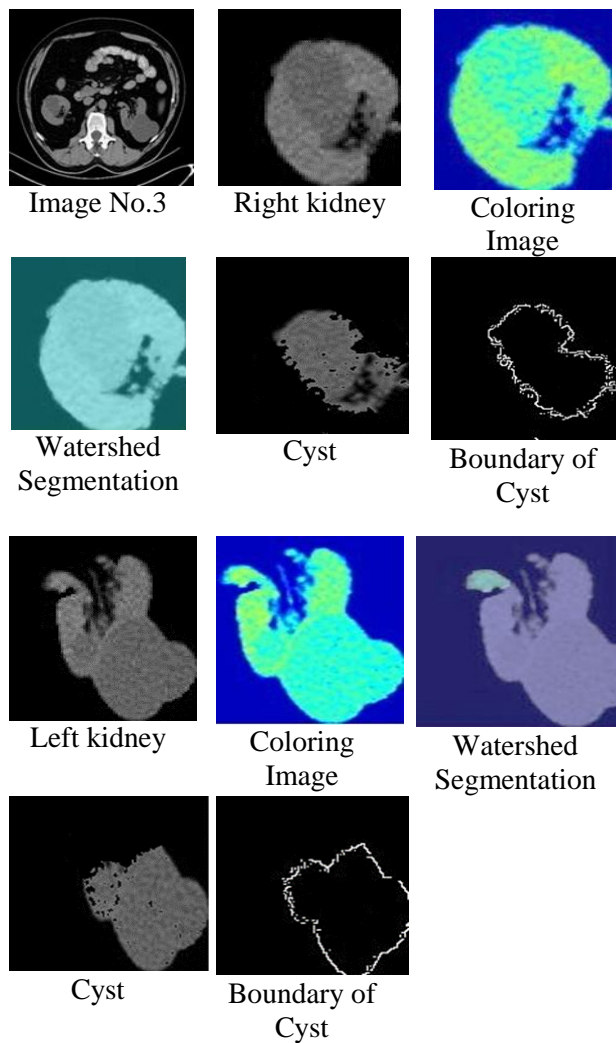 Image No.3
Right kidney
Coloring
Image
Watershed
Segmentation
Cyst
Boundary of
Cyst
Left kidney
Coloring
Image
Watershed
Segmentation
Cyst
Boundary of
Cyst